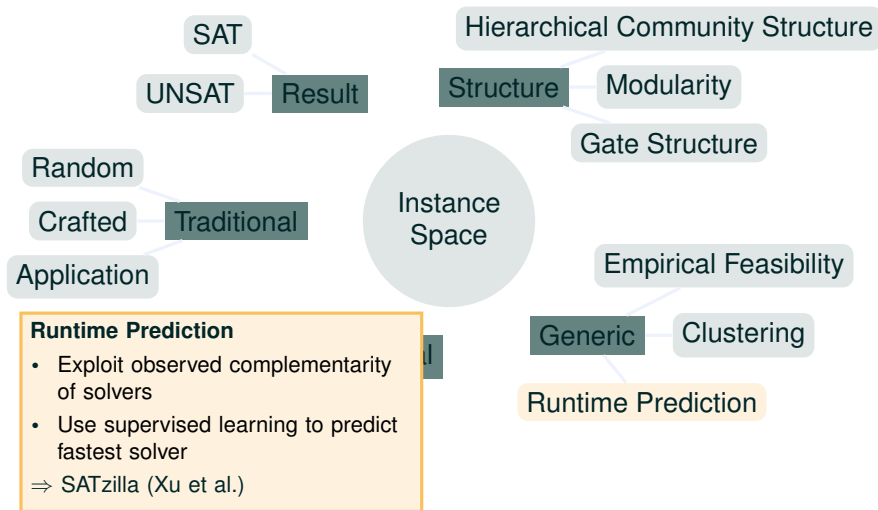 SAT
UNSAT
Result
Hierarchical Community Structure
Structure
Modularity
Gate Structure
Random
Crafted
Traditional
Application
Instance
Space
Empirical Feasibility
Generic
Clustering
Runtime Prediction
Runtime Prediction
• Exploit observed complementarity
of solvers
• Use supervised learning to predict
fastest solver
⇒ SATzilla (Xu et al.)